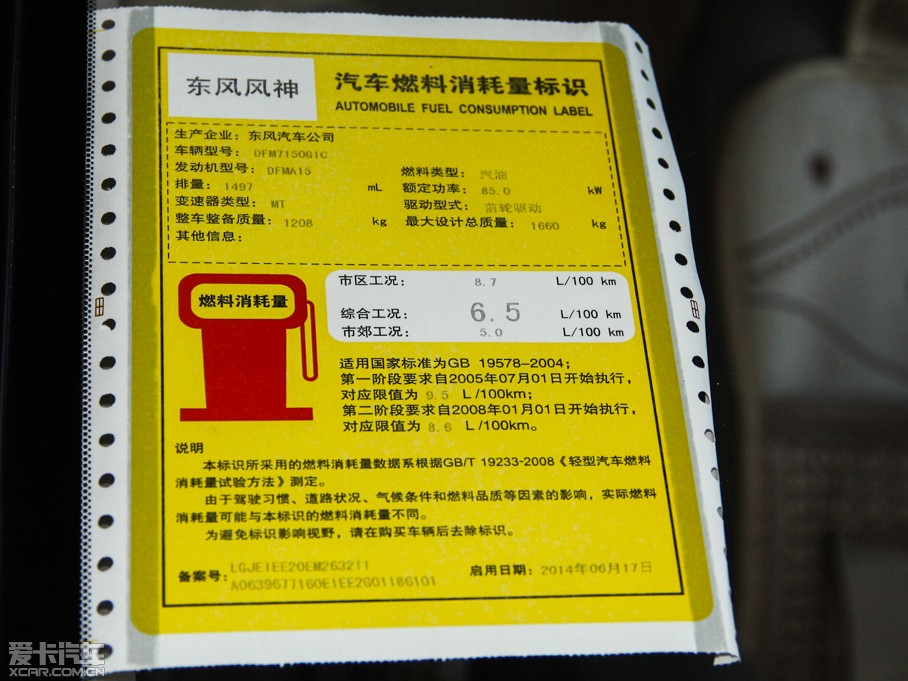 东风风神
汽车燃料消耗量标识
AUTOMOBILE FUEL CONSUMPTION LABEL
生产企业：东风汽车公司
车辆型号： DFM7150G1C
发动机型号： DFMA15 燃料类型： 汽油
排量： 1497 mL 额定功率： 85.0 kW
变速器类型： MT 驱动型式： 前轮驱动
整车整备质量： 1208 kg 最大设计总质量： 1660 kg
其他信息：
燃料消耗量
市区工况： 8.7 L/100 km
综合工况： 6.5 L/100 km
市郊工况： 5.0 L/100 km
适用国家标准为GB 19578-2004；
第一阶段要求自2005年07月01日开始执行，
对应限值为 9.5 L /100km；
第二阶段要求自2008年01月01日开始执行，
对应限值为 8.6 L /100km。
说明
本标识所采用的燃料消耗量数据系根据GB/T 19233-2008《轻型汽车燃料
消耗量试验方法》测定。
由于驾驶习惯、道路状况、气候条件和燃料品质等因素的影响，实际燃料
消耗量可能与本标识的燃料消耗量不同。
为避免标识影响视野，请在购买车辆后去除标识。
备案号： LGJE1EE20EM263211
A0639677160E1EE2G01186101
启用日期： 2014年06月17日
爱卡汽车
XCAR.COM.CN